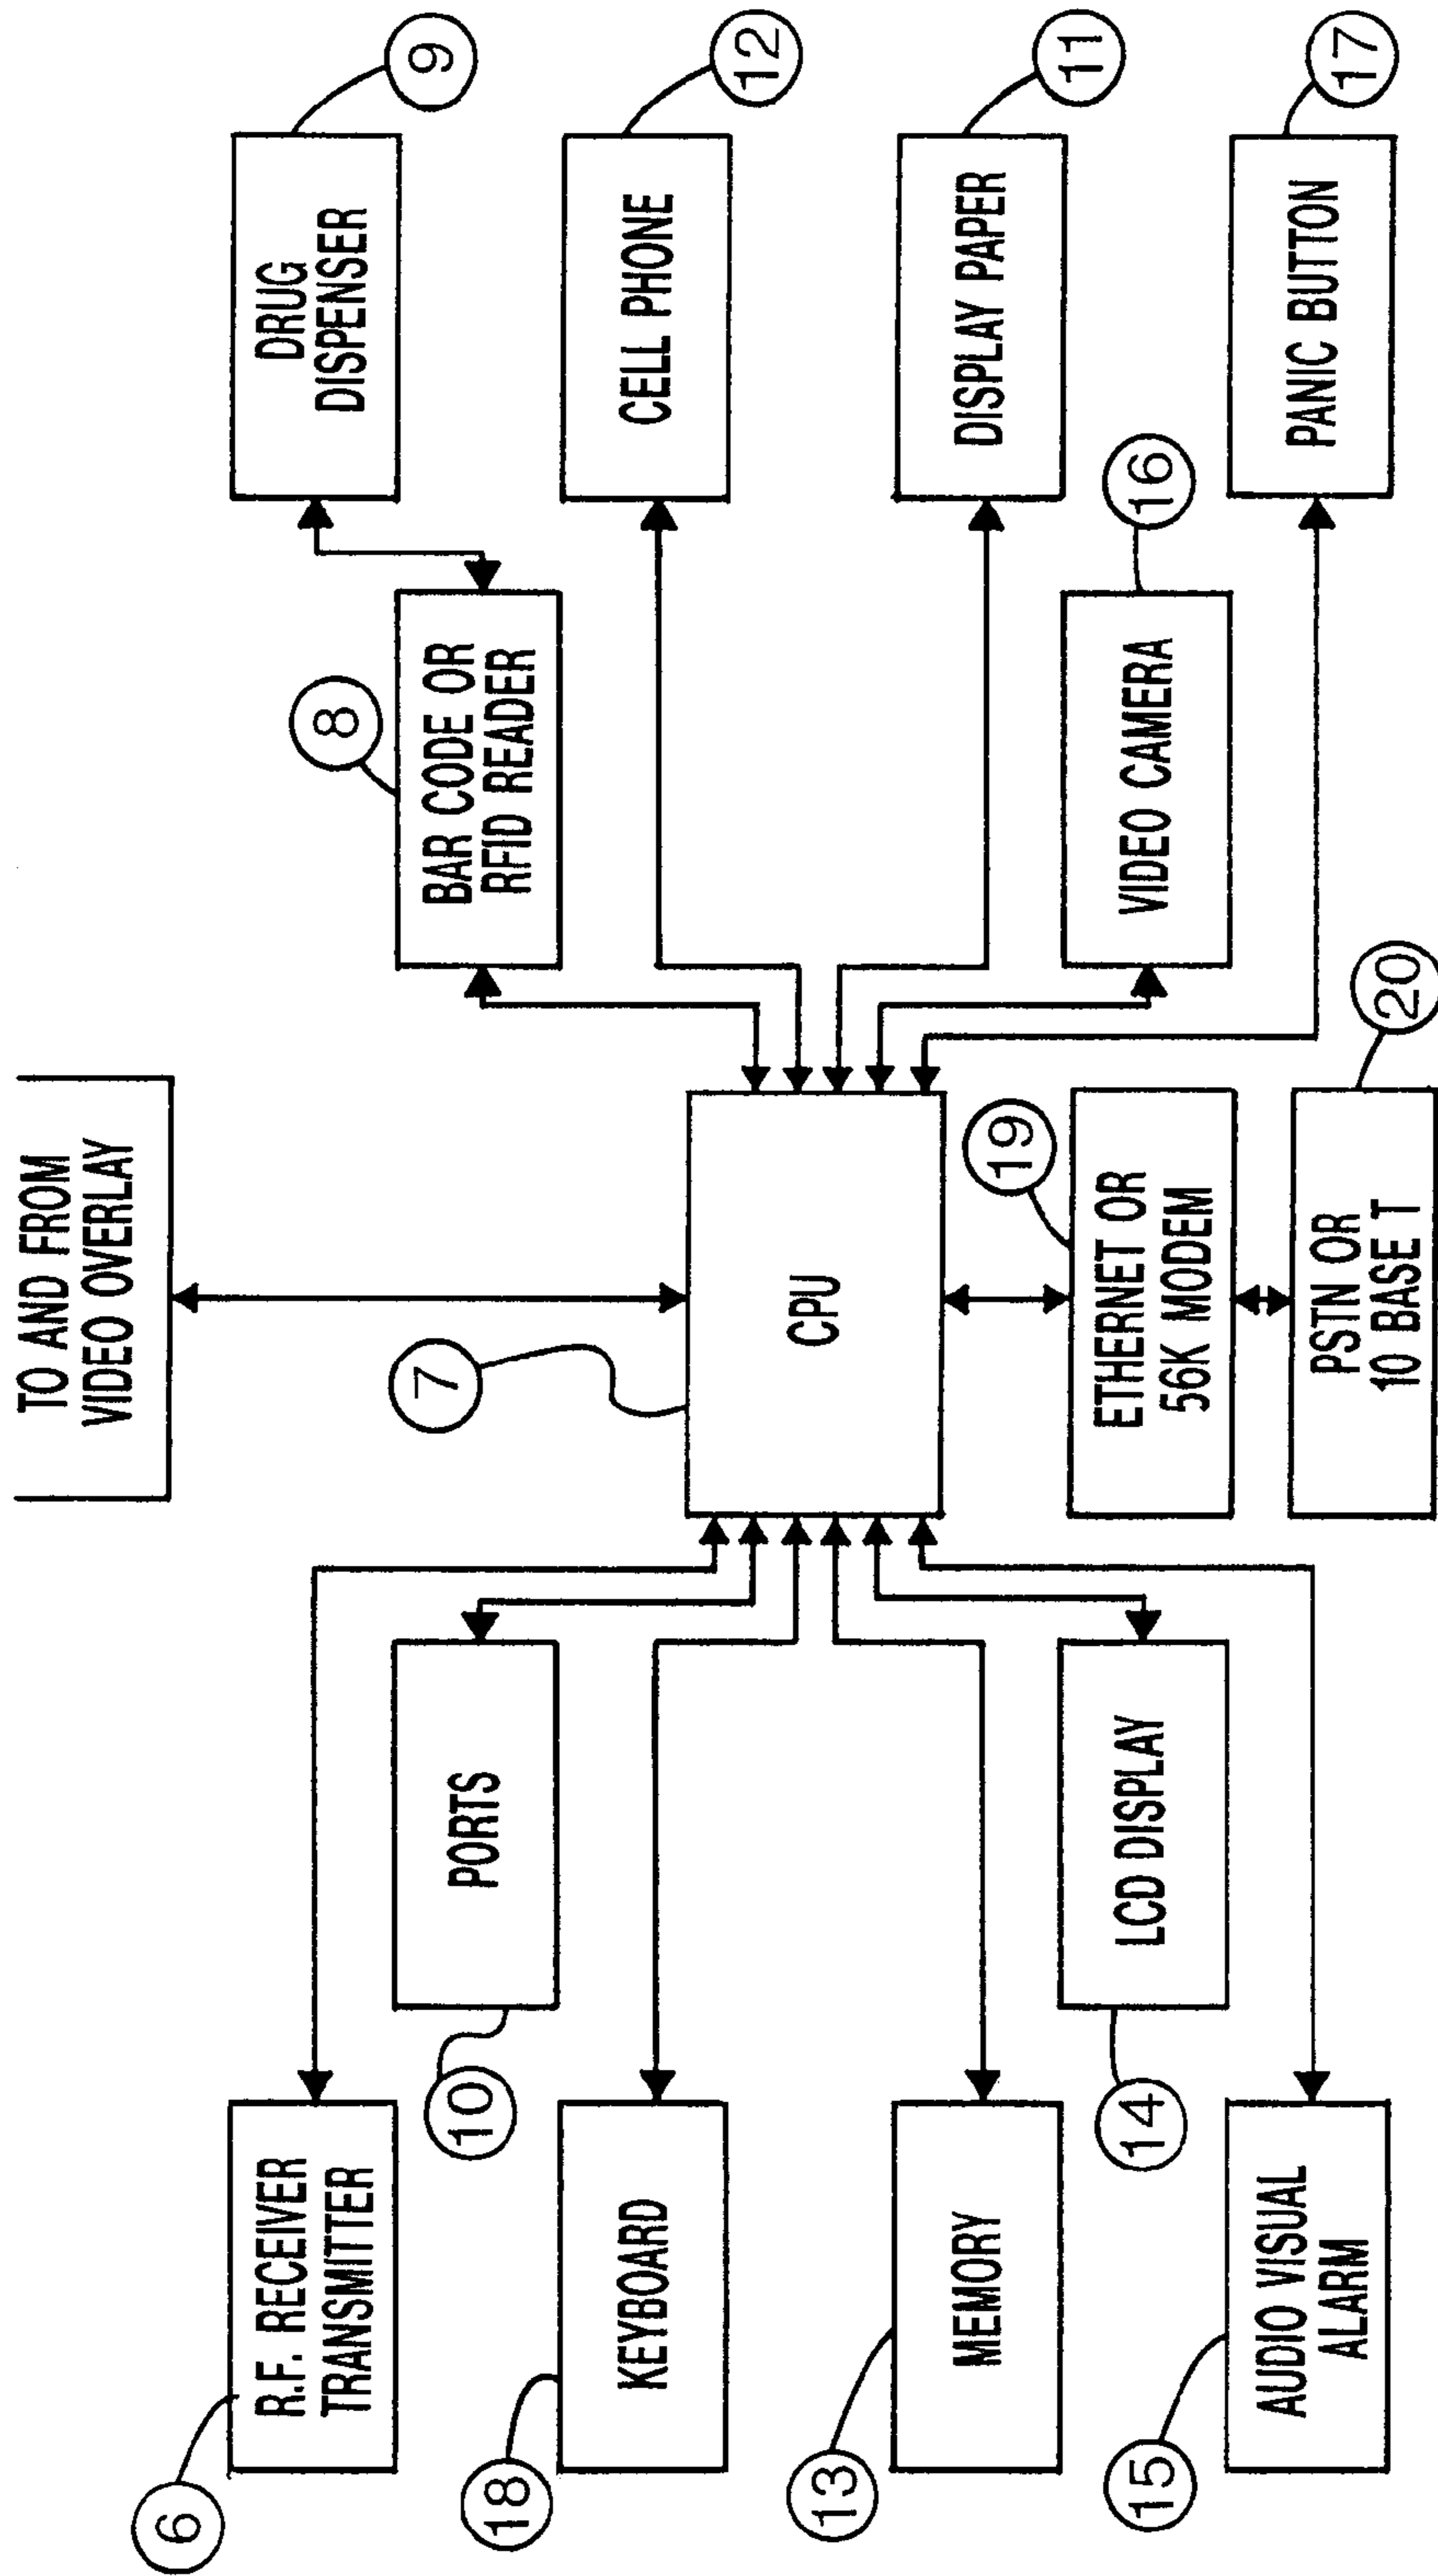 TO AND FROM
VIDEO OVERLAY
6
R.F. RECEIVER
TRANSMITTER
10
PORTS
7
8
BAR CODE OR
RFID READER
DRUG
DISPENSER
9
18
KEYBOARD
CPU
CELL PHONE
12
13
MEMORY
DISPLAY PAPER
11
14
LCD DISPLAY
19
ETHERNET OR
56K MODEM
VIDEO CAMERA
16
15
AUDIO VISUAL
ALARM
PSTN OR
10 BASE T
20
PANIC BUTTON
17